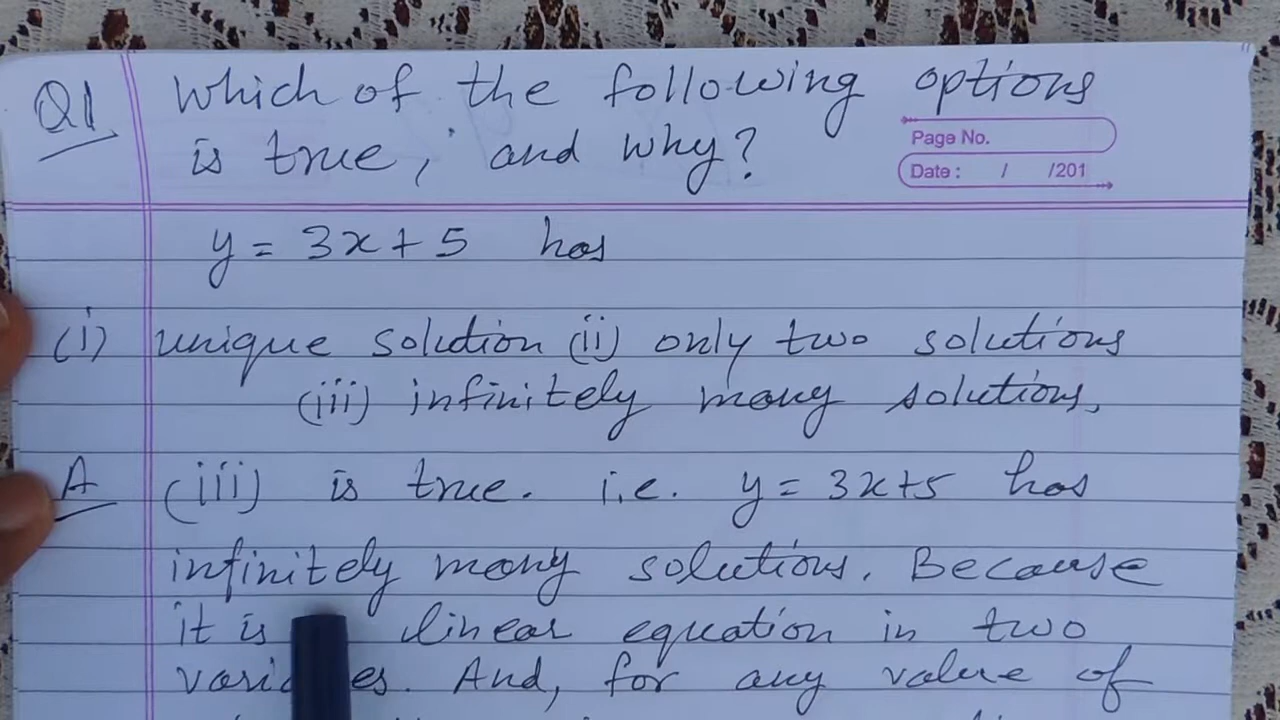 Q1 Which of the following options
is true, and why?
Page No.
Date : / /201
y = 3x + 5 has
(i) unique solution (ii) only two solutions
(iii) infinitely many solutions.
A (iii) is true. i.e. y = 3x+5 has
infinitely many solutions. Because
it is linear equation in two
And, for any value of